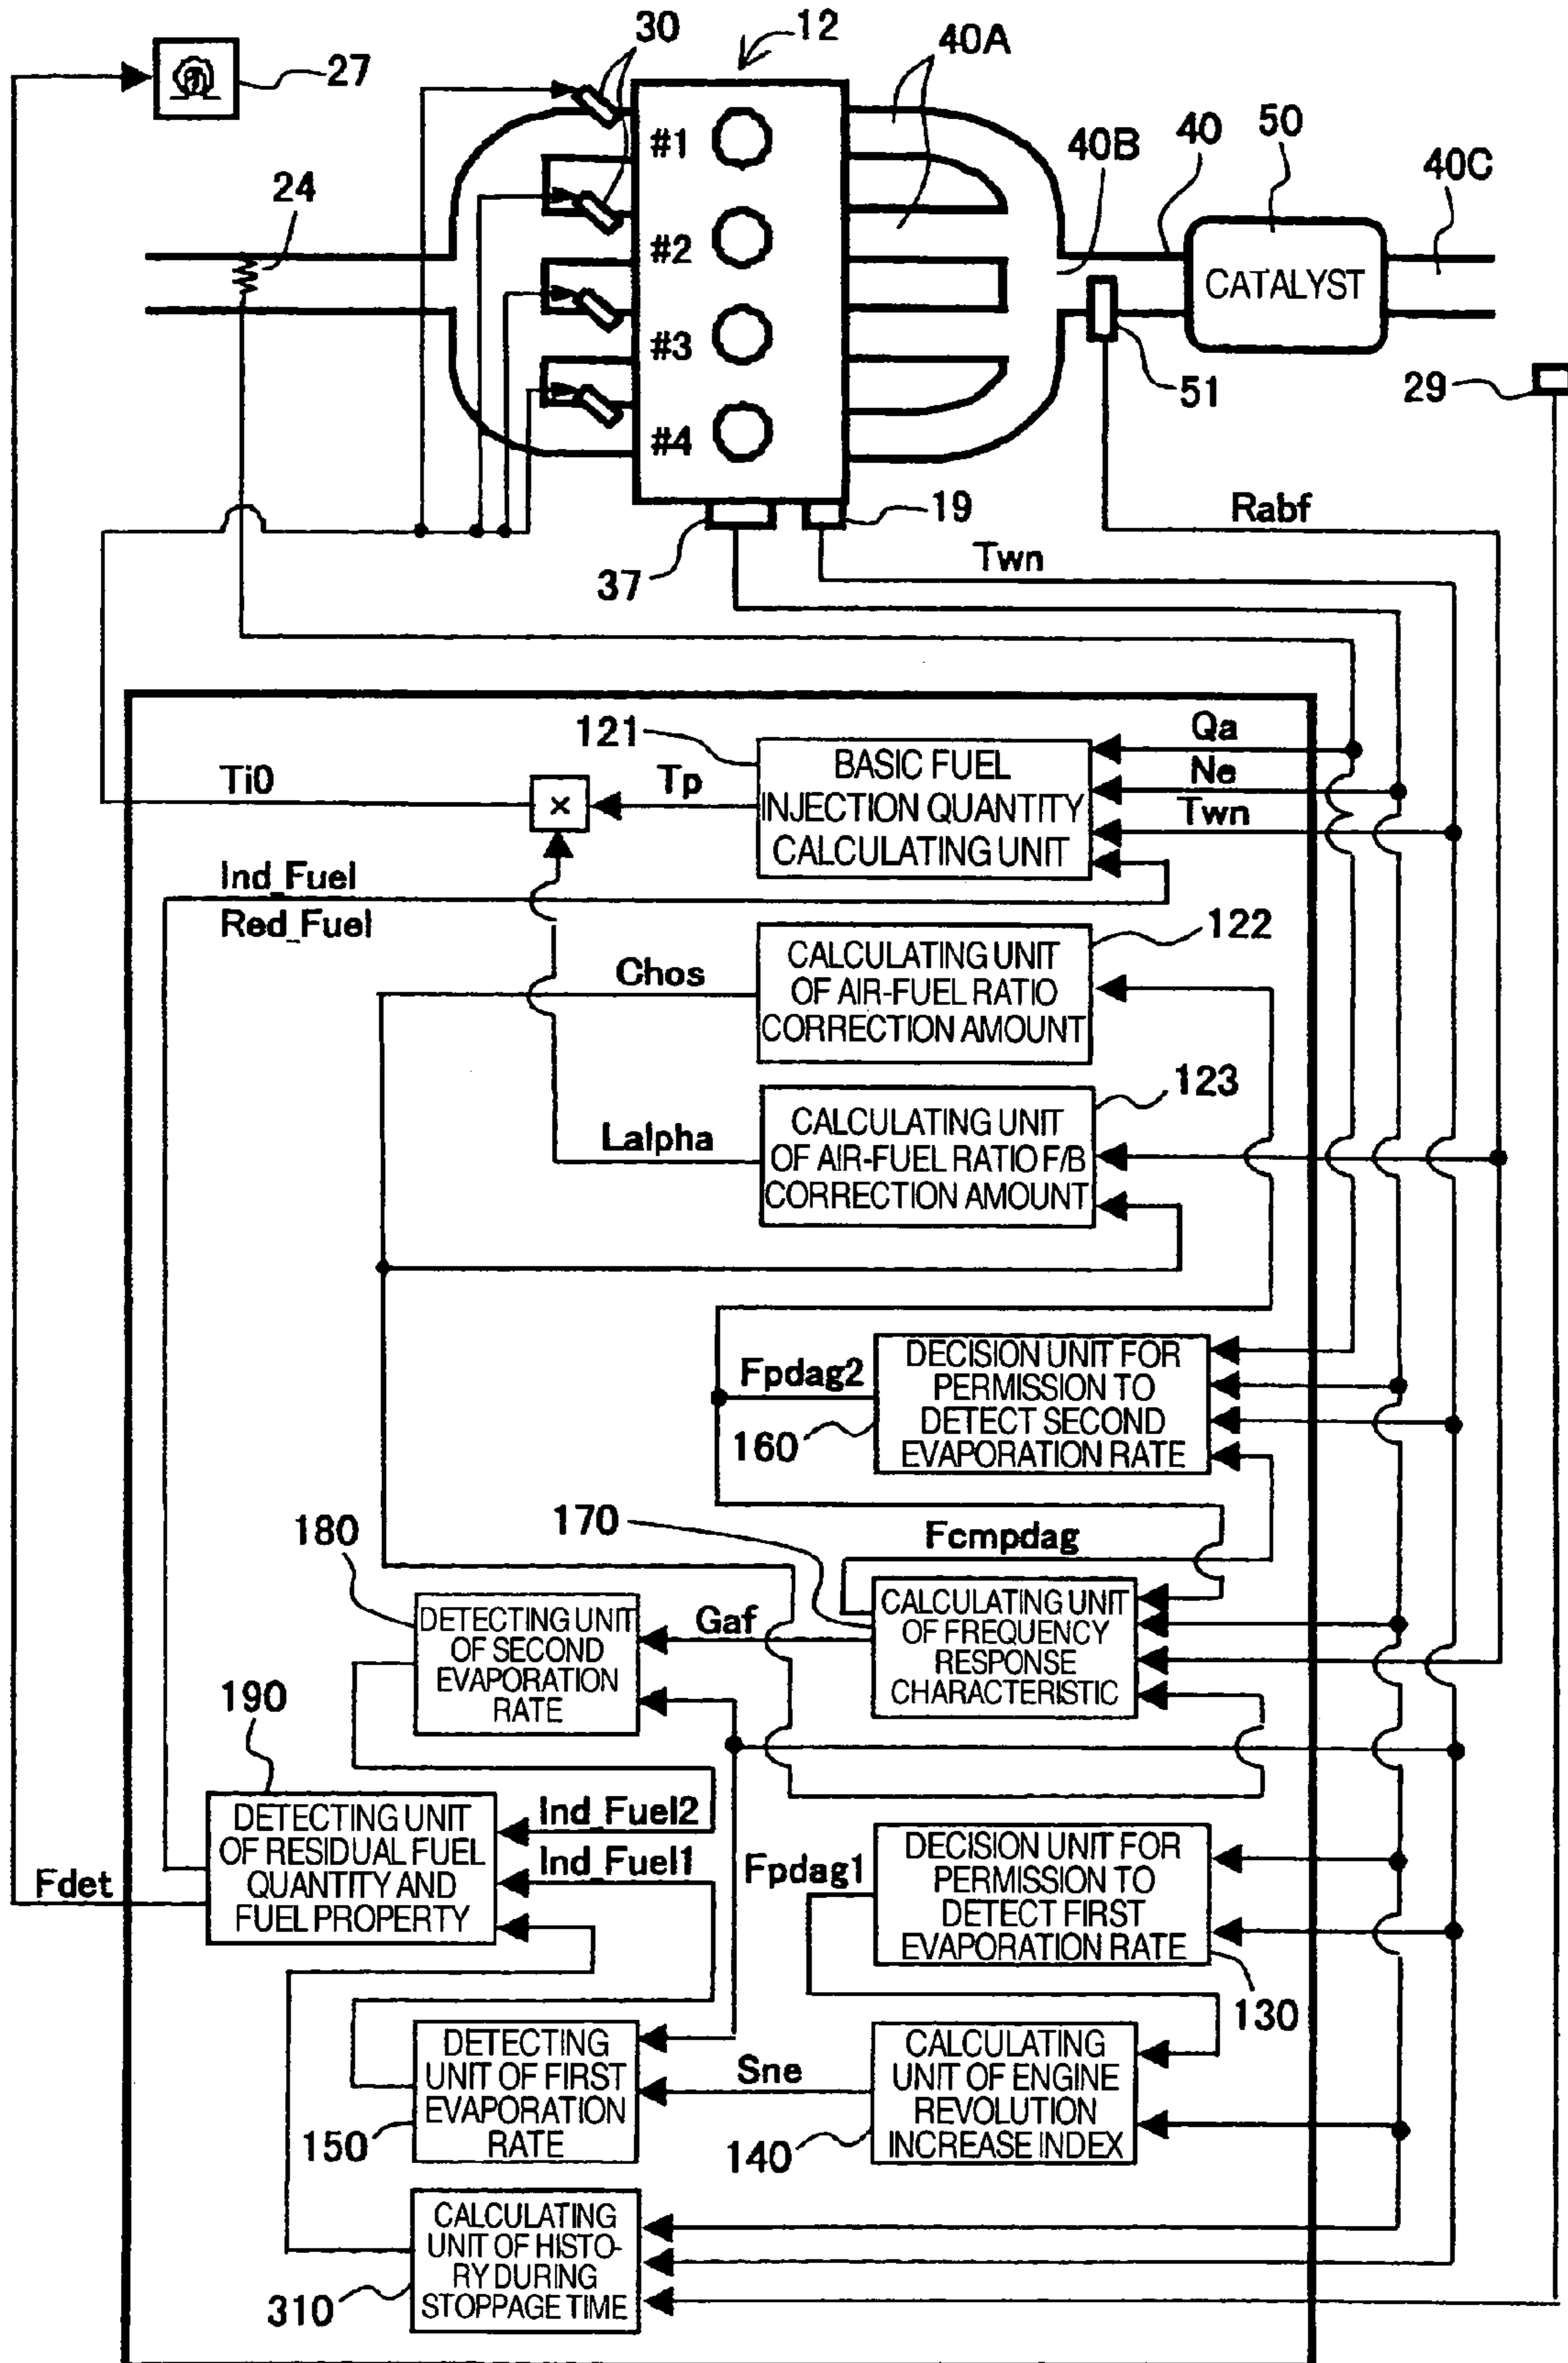 30
12
40A
27
#1
40B
40
50
40C
24
#2
CATALYST
#3
51
29
#4
19
Rabf
37
Twn
121
Qa
BASIC FUEL
INJECTION QUANTITY
CALCULATING UNIT
Ti0
×
Tp
Ne
Twn
Ind_Fuel
Red_Fuel
122
Chos
CALCULATING UNIT
OF AIR-FUEL RATIO
CORRECTION AMOUNT
123
Lalpha
CALCULATING UNIT
OF AIR-FUEL RATIO F/B
CORRECTION AMOUNT
Fpdag2
DECISION UNIT FOR
PERMISSION TO
DETECT SECOND
EVAPORATION RATE
160
170
Fcmpdag
180
DETECTING UNIT
OF SECOND
EVAPORATION
RATE
Gaf
CALCULATING UNIT
OF FREQUENCY
RESPONSE
CHARACTERISTIC
190
DETECTING UNIT
OF RESIDUAL FUEL
QUANTITY AND
FUEL PROPERTY
Ind_Fuel2
Ind_Fuel1
Fdet
Fpdag1
DECISION UNIT FOR
PERMISSION TO
DETECT FIRST
EVAPORATION RATE
130
DETECTING
UNIT OF FIRST
EVAPORATION
RATE
150
Sne
CALCULATING
UNIT OF ENGINE
REVOLUTION
INCREASE INDEX
140
CALCULATING
UNIT OF HISTO-
RY DURING
STOPPAGE TIME
310